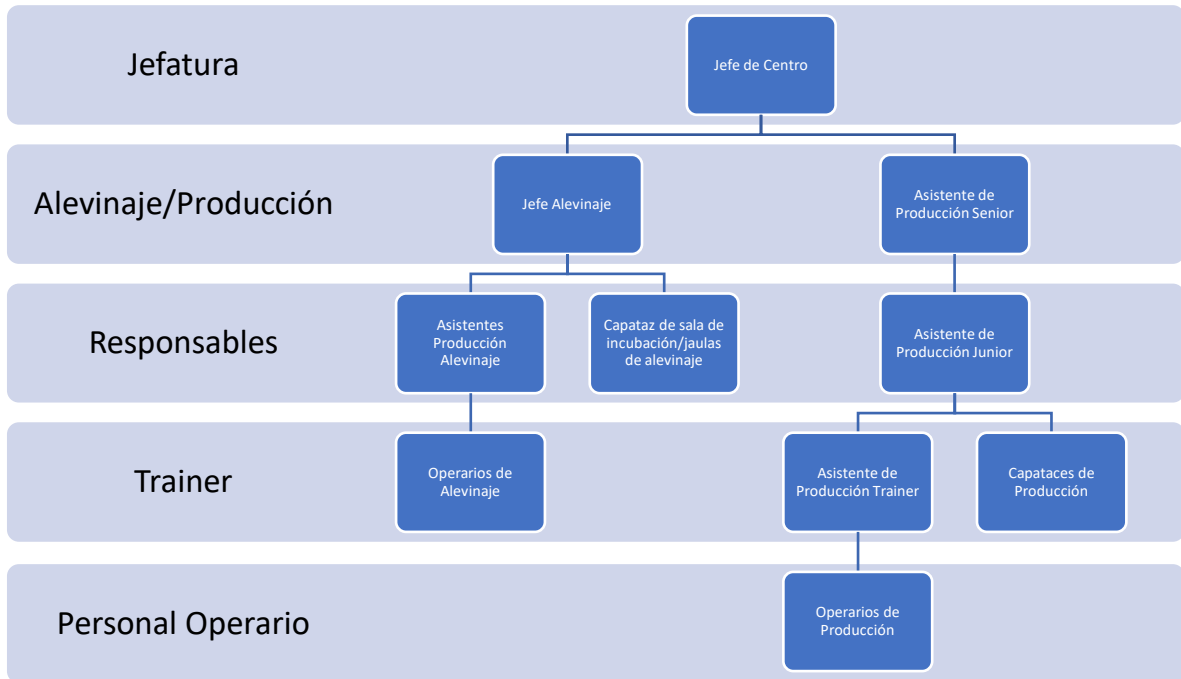 Jefatura
Jefe de Centro
Alevinaje/Producción
Jefe Alevinaje
Asistente de
Producción Senior
Responsables
Asistentes
Producción
Alevinaje
Capataz de sala de
incubación/jaulas
de alevinaje
Asistente de
Producción Junior
Trainer
Operarios de
Alevinaje
Asistente de
Producción Trainer
Capataces de
Producción
Personal Operario
Operarios de
Producción